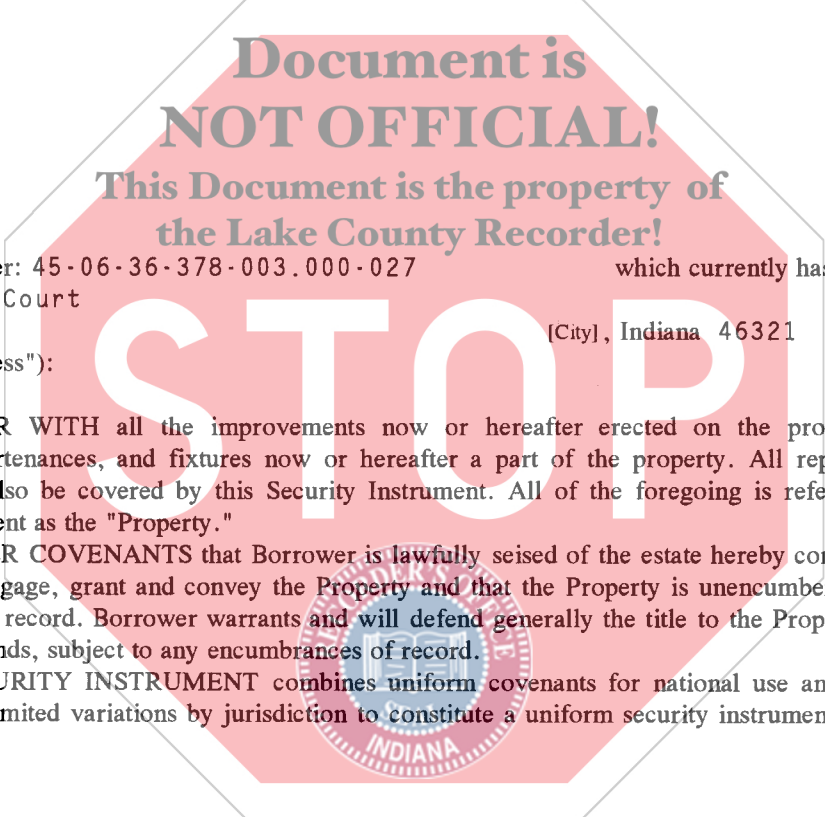 Document is
NOT OFFICIAL!
This Document is the property of
the Lake County Recorder!
r: 45-06-36-378-003.000-027 which currently has
Court
[City], Indiana 46321
ss"):
STOP
R WITH all the improvements now or hereafter erected on the pro
rtenances, and fixtures now or hereafter a part of the property. All rep
lso be covered by this Security Instrument. All of the foregoing is refe
nt as the "Property."
R COVENANTS that Borrower is lawfully seised of the estate hereby con
gage, grant and convey the Property and that the Property is unencumbe
record. Borrower warrants and will defend generally the title to the Prop
nds, subject to any encumbrances of record.
URITY INSTRUMENT combines uniform covenants for national use an
mited variations by jurisdiction to constitute a uniform security instrumen
RECORDER'S OFFICE
SEAL
INDIANA